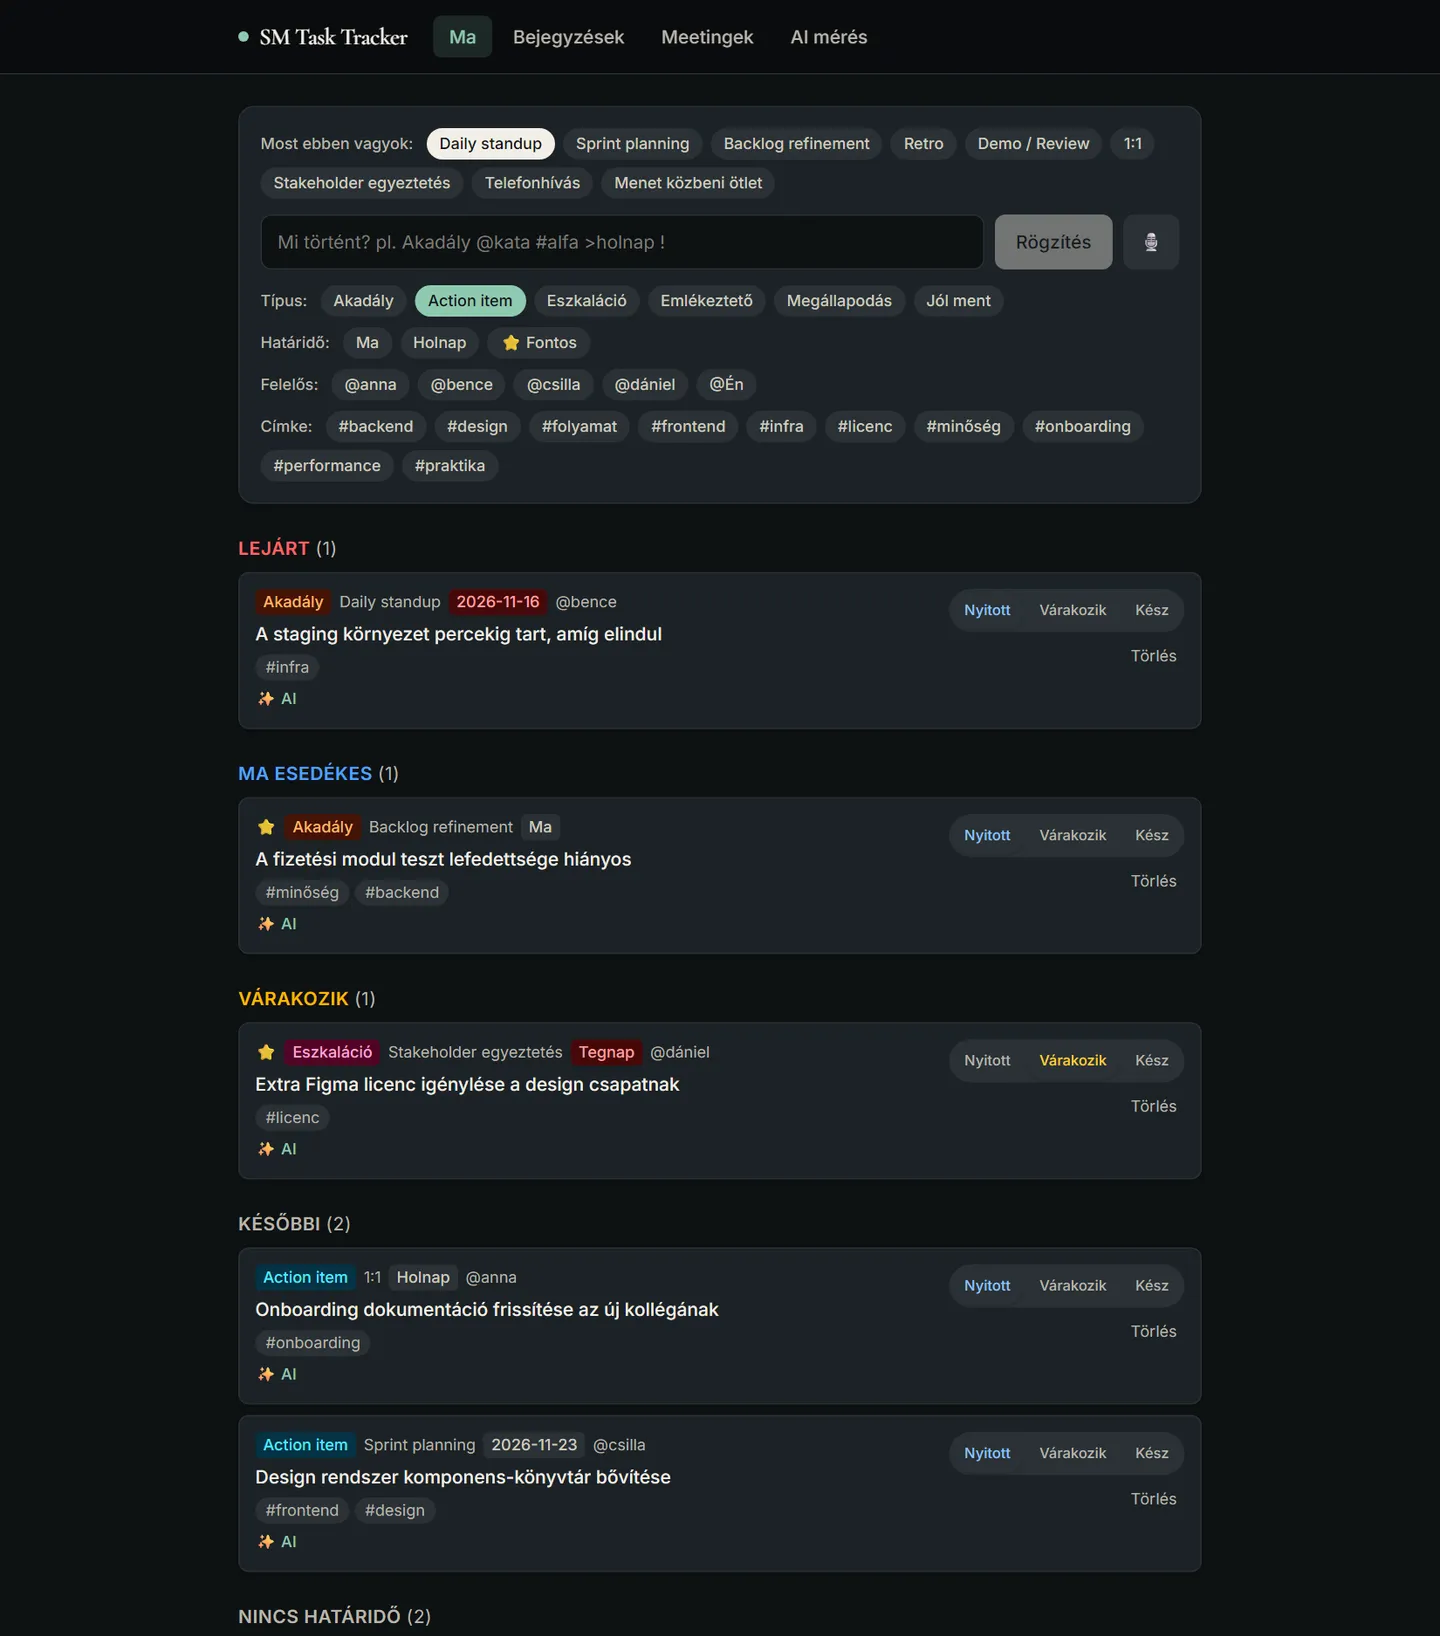 SM Task Tracker Ma Bejegyzések Meetingek AI mérés
Most ebben vagyok: Daily standup Sprint planning Backlog refinement Retro Demo / Review 1:1
Stakeholder egyeztetés Telefonhívás Menet közbeni ötlet
Mi történt? pl. Akadály @kata #alfa >holnap ! Rögzítés
Típus: Akadály Action item Eszkaláció Emlékeztető Megállapodás Jól ment
Határidő: Ma Holnap ⭐ Fontos
Felelős: @anna @bence @csilla @dániel @Én
Címke: #backend #design #folyamat #frontend #infra #licenc #minőség #onboarding
#performance #praktika
LEJÁRT (1)
Akadály Daily standup 2026-11-16 @bence Nyitott Várakozik Kész
A staging környezet percekig tart, amíg elindul
Törlés
#infra
✨ AI
MA ESEDÉKES (1)
⭐ Akadály Backlog refinement Ma Nyitott Várakozik Kész
A fizetési modul teszt lefedettsége hiányos
Törlés
#minőség #backend
✨ AI
VÁRAKOZIK (1)
⭐ Eszkaláció Stakeholder egyeztetés Tegnap @dániel Nyitott Várakozik Kész
Extra Figma licenc igénylése a design csapatnak
Törlés
#licenc
✨ AI
KÉSŐBBI (2)
Action item 1:1 Holnap @anna Nyitott Várakozik Kész
Onboarding dokumentáció frissítése az új kollégának
Törlés
#onboarding
✨ AI
Action item Sprint planning 2026-11-23 @csilla Nyitott Várakozik Kész
Design rendszer komponens-könyvtár bővítése
Törlés
#frontend #design
✨ AI
NINCS HATÁRIDŐ (2)